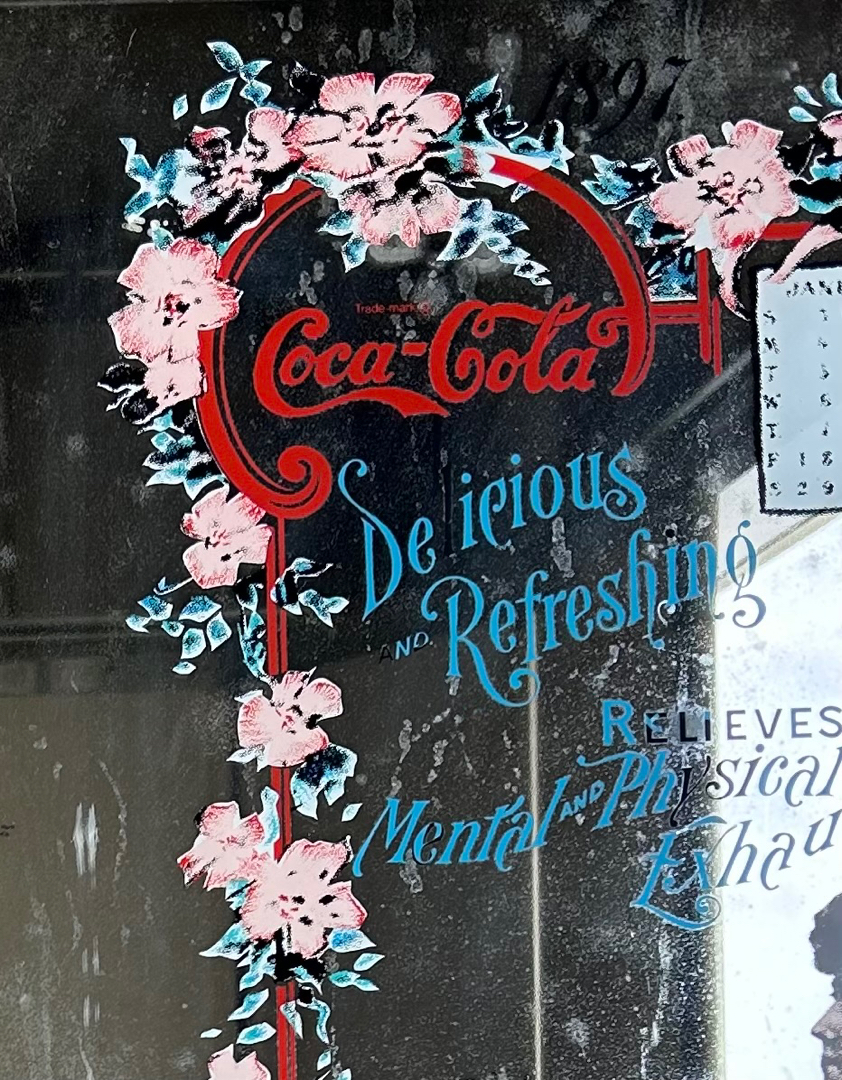 1897.
Trade-mark ®
Coca-Cola
Delicious
AND Refreshing
RELIEVES
Mental AND Physical
Exhau